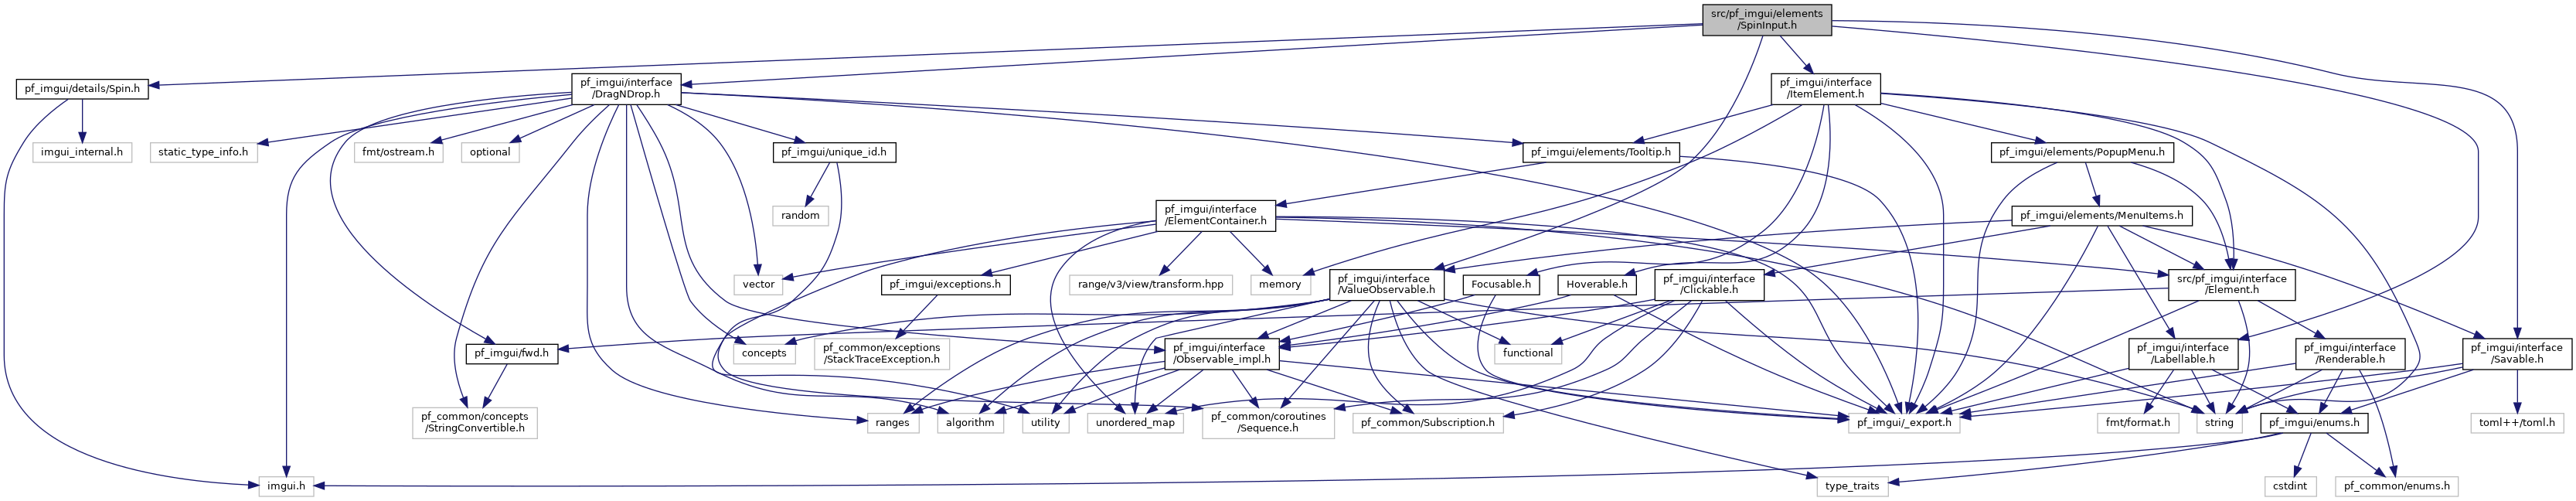 src/pf_imgui/elements
/SpinInput.h
pf_imgui/details/Spin.h
pf_imgui/interface
/DragNDrop.h
pf_imgui/interface
/ItemElement.h
imgui_internal.h
static_type_info.h
fmt/ostream.h
optional
pf_imgui/unique_id.h
pf_imgui/elements/Tooltip.h
pf_imgui/elements/PopupMenu.h
random
pf_imgui/interface
/ElementContainer.h
pf_imgui/elements/MenuItems.h
vector
pf_imgui/exceptions.h
range/v3/view/transform.hpp
memory
pf_imgui/interface
/ValueObservable.h
Focusable.h
Hoverable.h
pf_imgui/interface
/Clickable.h
src/pf_imgui/interface
/Element.h
pf_imgui/fwd.h
concepts
pf_common/exceptions
/StackTraceException.h
pf_imgui/interface
/Observable_impl.h
functional
pf_imgui/interface
/Labellable.h
pf_imgui/interface
/Renderable.h
pf_imgui/interface
/Savable.h
pf_common/concepts
/StringConvertible.h
ranges
algorithm
utility
unordered_map
pf_common/coroutines
/Sequence.h
pf_common/Subscription.h
pf_imgui/_export.h
fmt/format.h
string
pf_imgui/enums.h
toml++/toml.h
imgui.h
type_traits
cstdint
pf_common/enums.h